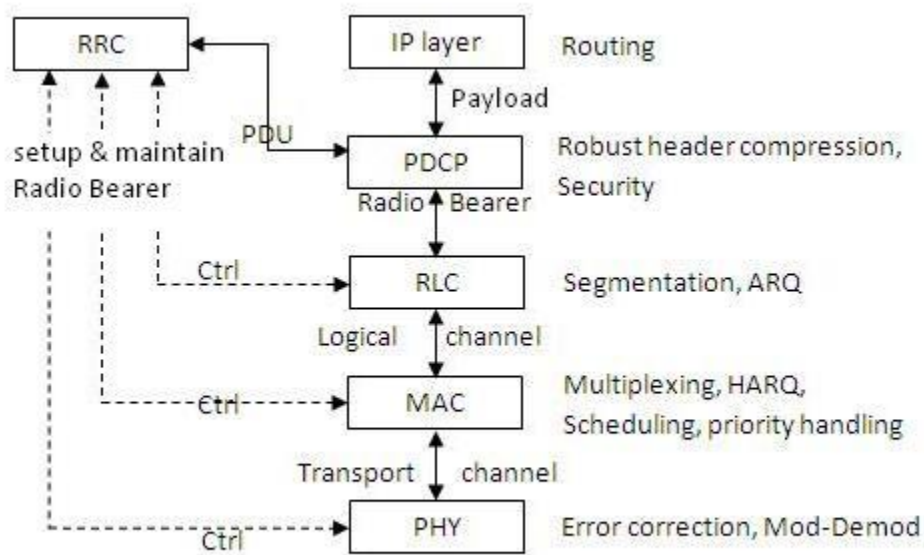 RRC
IP layer
Routing
Payload
PDU
setup & maintain
Radio Bearer
PDCP
Robust header compression,
Security
Radio Bearer
Ctrl
RLC
Segmentation, ARQ
Logical channel
Ctrl
MAC
Multiplexing, HARQ,
Scheduling, priority handling
Transport channel
Ctrl
PHY
Error correction, Mod-Demod